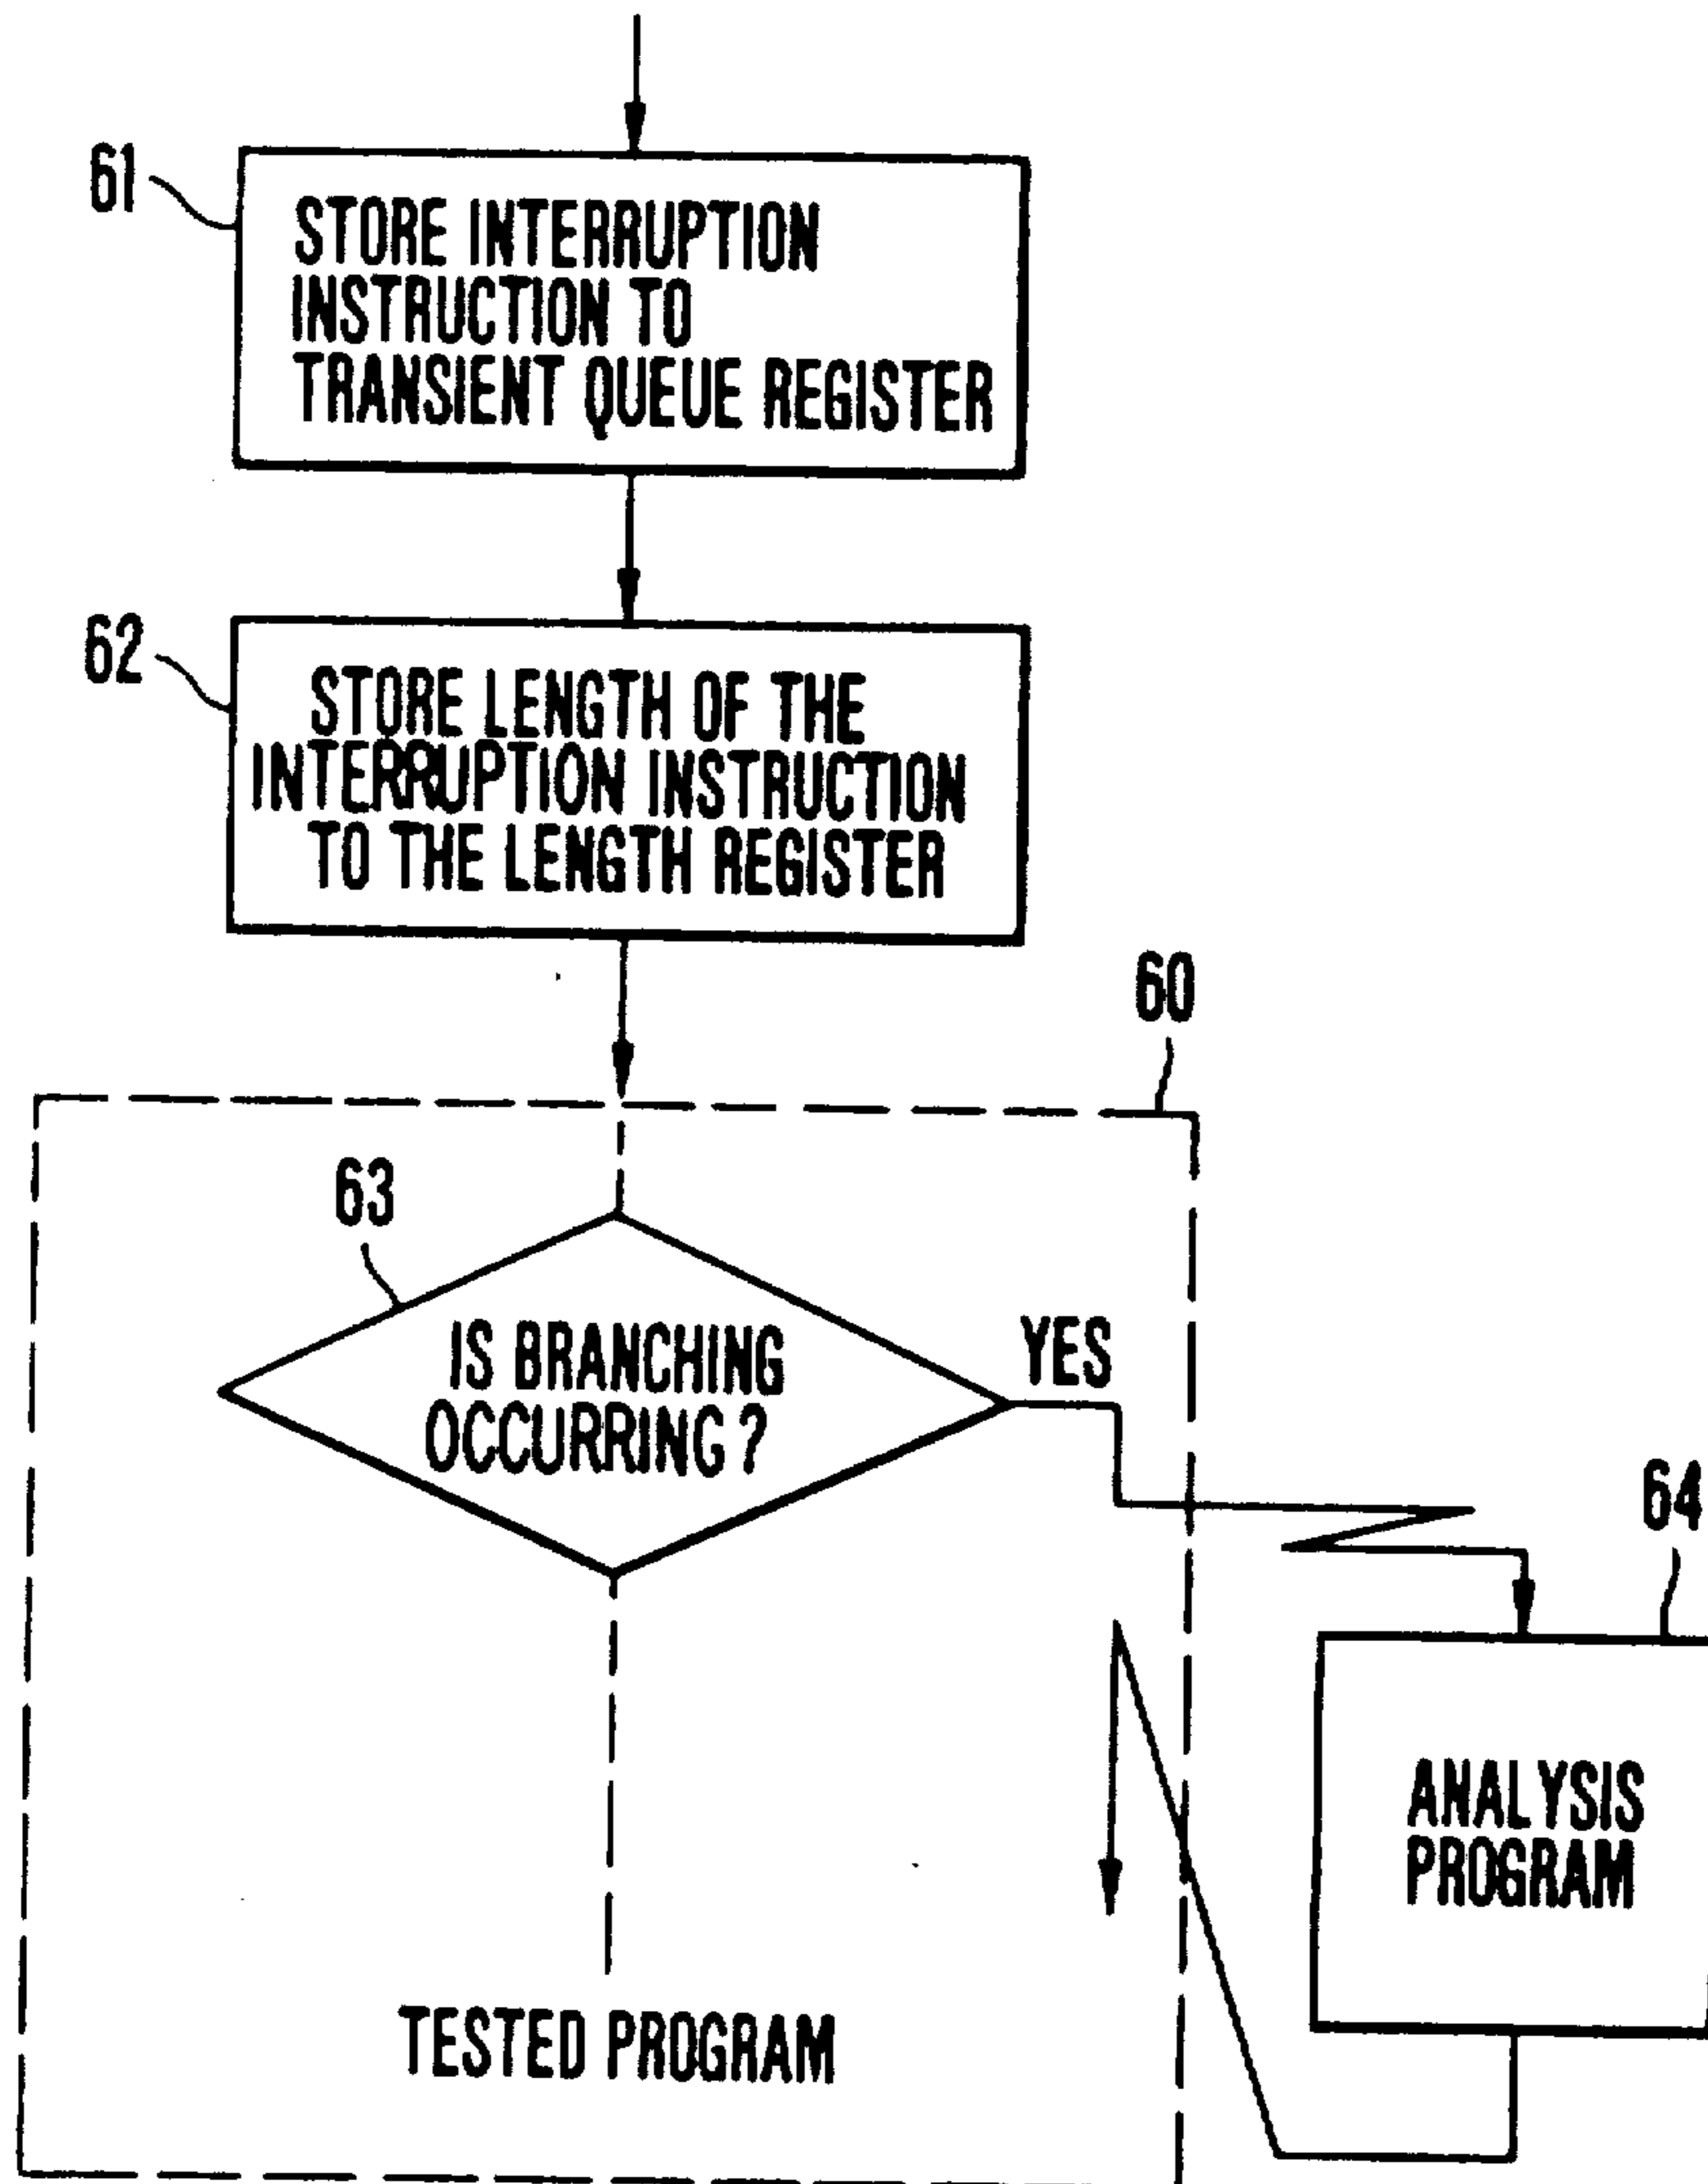 61
STORE INTERRUPTION
INSTRUCTION TO
TRANSIENT QUEUE REGISTER
62
STORE LENGTH OF THE
INTERRUPTION INSTRUCTION
TO THE LENGTH REGISTER
60
63
IS BRANCHING
OCCURRING?
YES
64
ANALYSIS
PROGRAM
TESTED PROGRAM